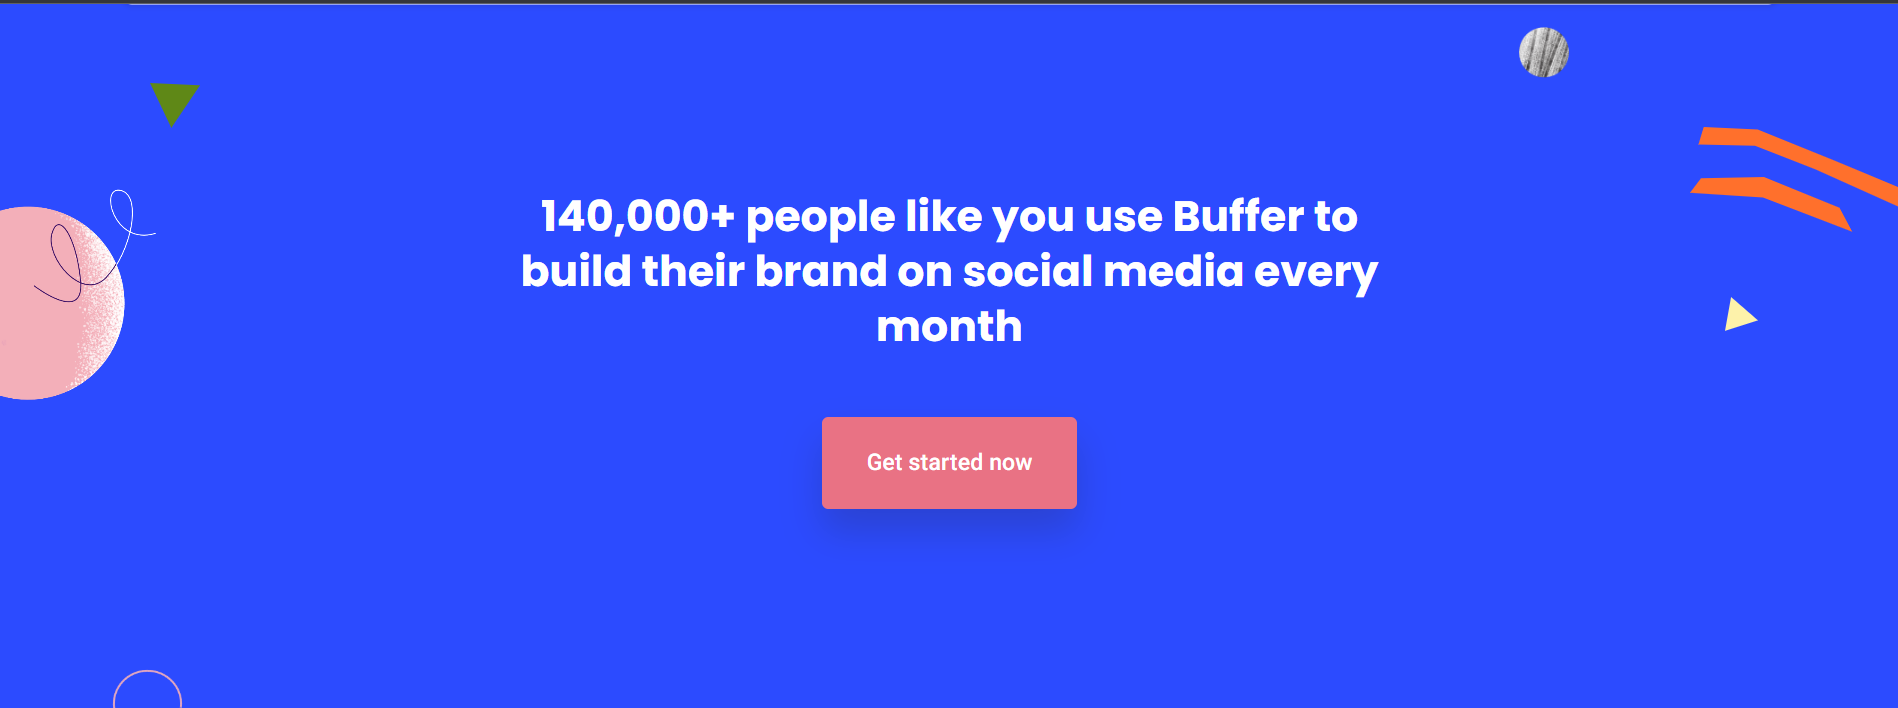 140,000+ people like you use Buffer to
build their brand on social media every
month
Get started now